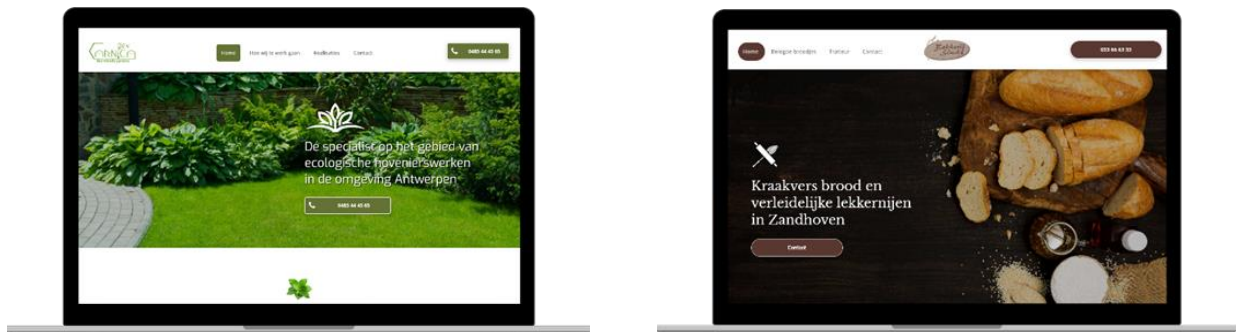 Home
Hoe wij te werk gaan
Realisaties
Contact
0485 44 45 65
De specialist op het gebied van
ecologische hovenierswerken
in de omgeving Antwerpen
0485 44 45 65
Home
Belegde broodjes
Traiteur
Contact
Kraakvers brood en
verleidelijke lekkernijen
in Zandhoven
Contact